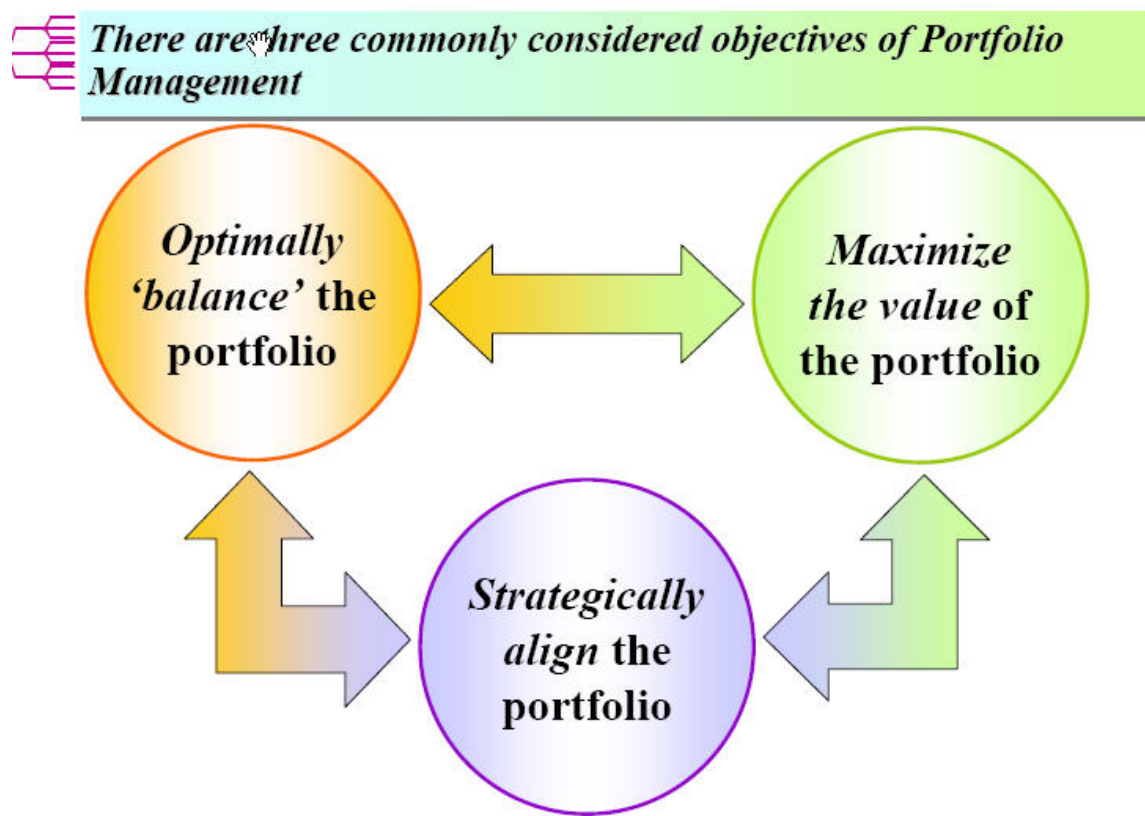 There are three commonly considered objectives of Portfolio
Management
Optimally
‘balance’ the
portfolio
Maximize
the value of
the portfolio
Strategically
align the
portfolio